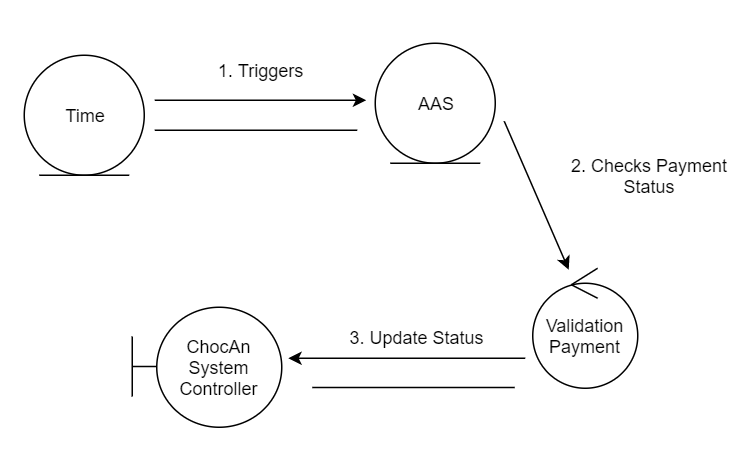 1. Triggers
Time
AAS
2. Checks Payment
Status
Validation
Payment
3. Update Status
ChocAn
System
Controller